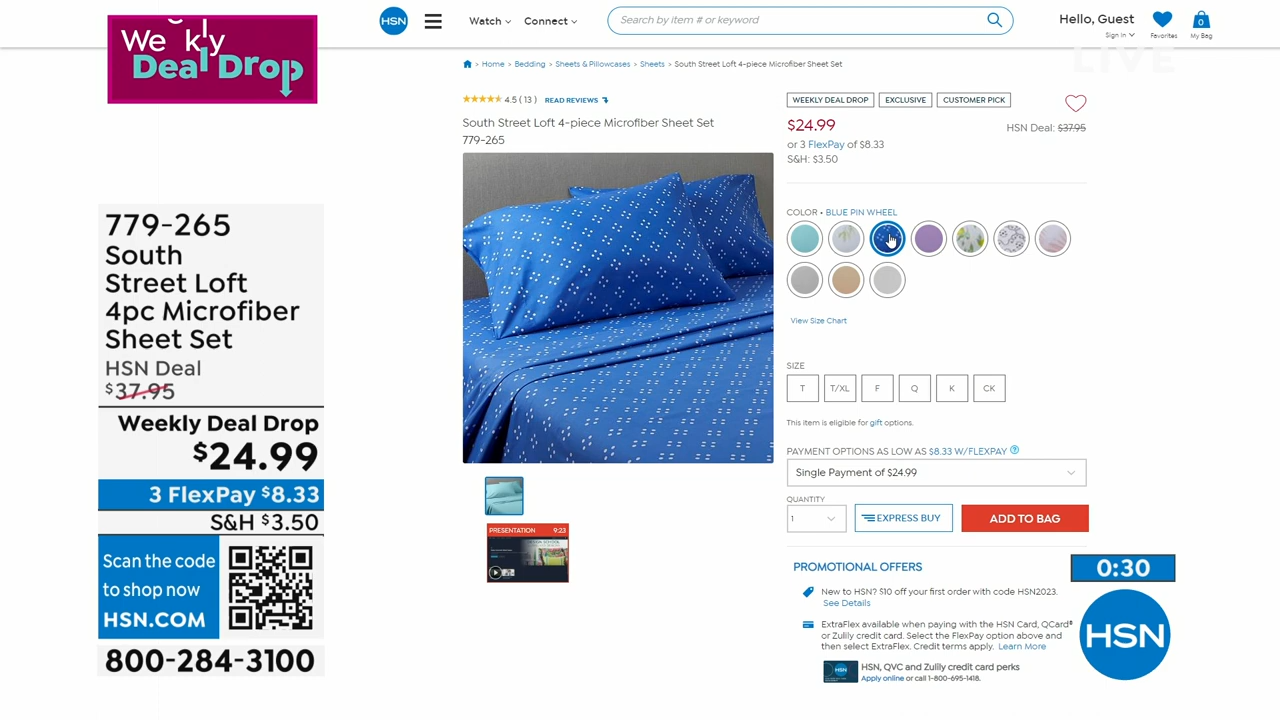 Weekly
Deal Drop
HSN
Watch
Connect
Search by item # or keyword
Hello, Guest
Sign In
Favorites
0
My Bag
LIVE
Home > Bedding > Sheets & Pillowcases > Sheets > South Street Loft 4-piece Microfiber Sheet Set
4.5 ( 13 ) READ REVIEWS
South Street Loft 4-piece Microfiber Sheet Set
779-265
WEEKLY DEAL DROP
EXCLUSIVE
CUSTOMER PICK
$24.99
HSN Deal: $37.95
or 3 FlexPay of $8.33
S&H: $3.50
COLOR • BLUE PIN WHEEL
View Size Chart
SIZE
T
T/XL
F
Q
K
CK
This item is eligible for gift options.
PAYMENT OPTIONS AS LOW AS $8.33 W/FLEXPAY
Single Payment of $24.99
QUANTITY
1
EXPRESS BUY
ADD TO BAG
PRESENTATION 9:23
PROMOTIONAL OFFERS
New to HSN? $10 off your first order with code HSN2023.
See Details
ExtraFlex available when paying with the HSN Card, QCard®
or Zulily credit card. Select the FlexPay option above and
then select ExtraFlex. Credit terms apply. Learn More
HSN, QVC and Zulily credit card perks
Apply online or call 1-800-695-1418.
779-265
South
Street Loft
4pc Microfiber
Sheet Set
HSN Deal
$37.95
Weekly Deal Drop
$24.99
3 FlexPay $8.33
S&H $3.50
Scan the code
to shop now
HSN.COM
800-284-3100
0:30
HSN